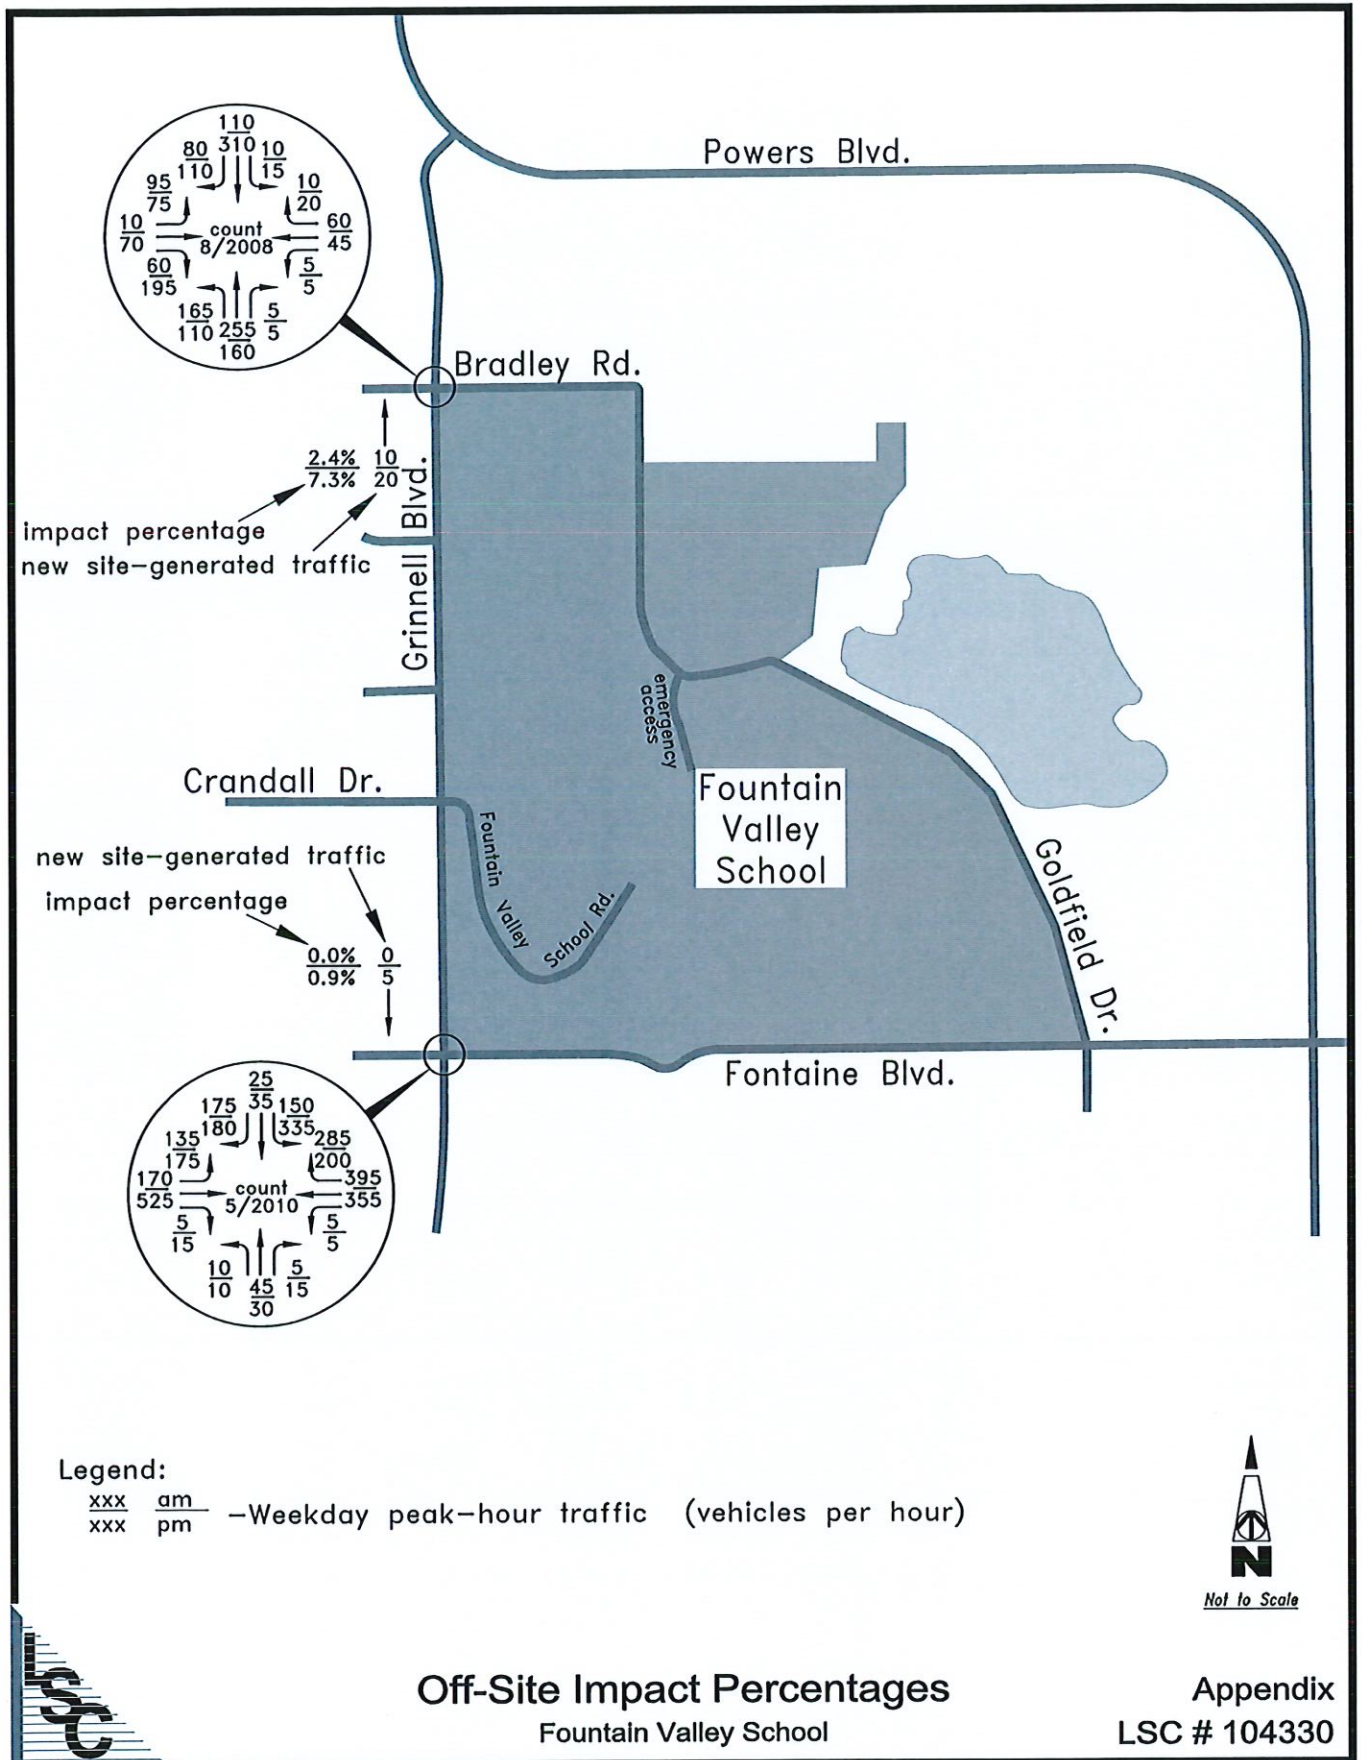 Powers Blvd.
110
310
80
110
10
15
95
75
10
20
10
70
count
8/2008
60
45
60
195
5
5
165
110
255
160
5
5
Bradley Rd.
2.4%
7.3%
10
20
impact percentage
new site-generated traffic
Grinnell Blvd.
emergency
access
Crandall Dr.
Fountain
Valley
School
Fountain Valley School Rd.
Goldfield Dr.
new site-generated traffic
impact percentage
0.0%
0.9%
0
5
Fontaine Blvd.
25
35
175
180
150
335
135
175
285
200
170
525
count
5/2010
395
355
5
15
5
5
10
10
45
30
5
15
Legend:
xxx am
xxx pm
-Weekday peak-hour traffic (vehicles per hour)
N
Not to Scale
LSC
Off-Site Impact Percentages
Fountain Valley School
Appendix
LSC # 104330